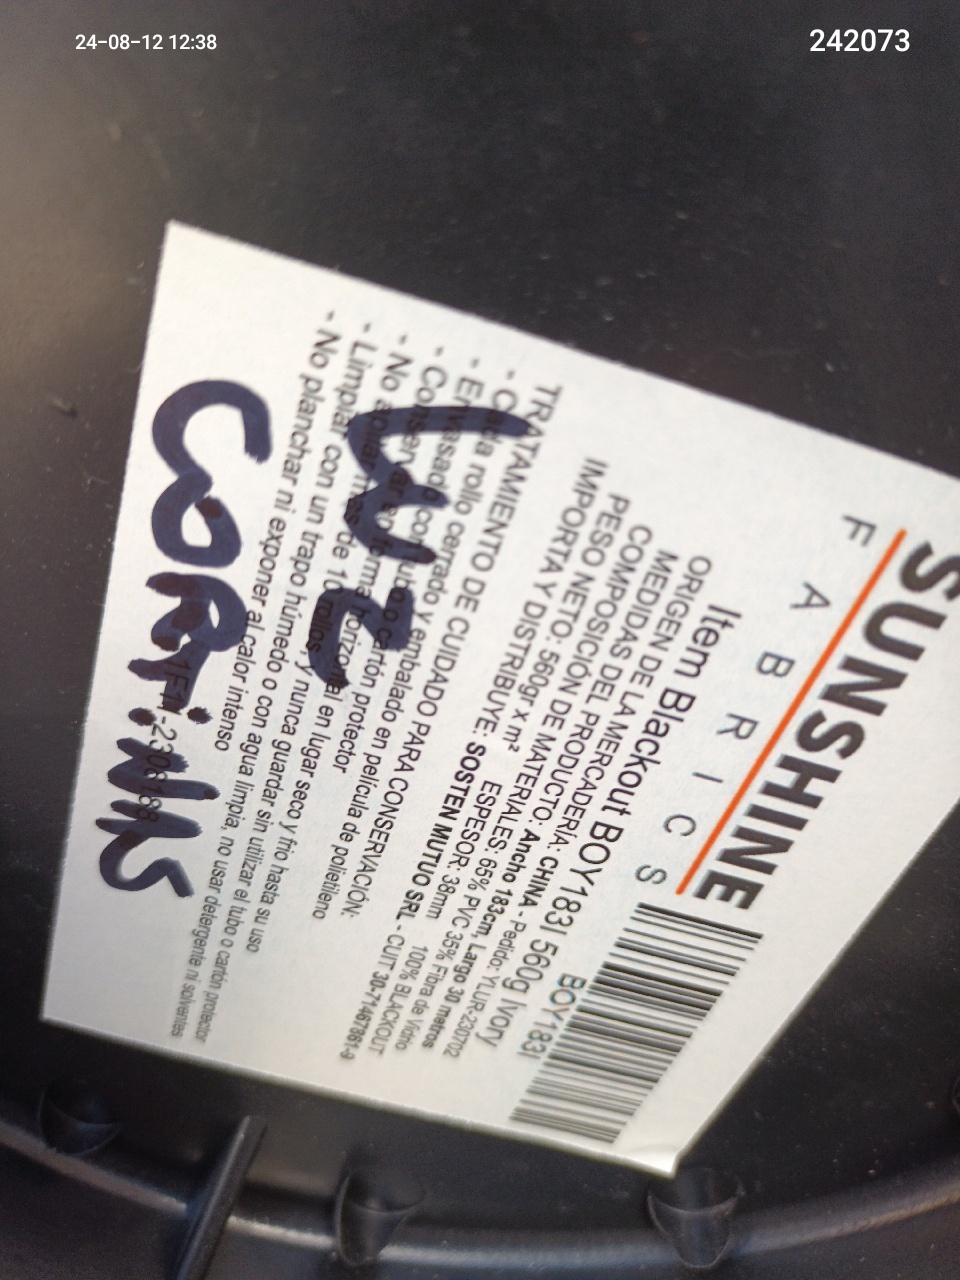 24-08-12 12:38
242073
SUNSHINE
F A B R I C S
BOY183I
Item Blackout BOY183I 560g Ivory
ORIGEN DE LA MERCADERÍA: CHINA - Pedido: YLUR-230702
MEDIDAS DEL PRODUCTO: Ancho 183cm, Largo 30 metros
COMPOSICIÓN DE MATERIALES: 65% PVC 35% Fibra de Vidrio
PESO NETO: 560gr x m² ESPESOR: 38mm 100% BLACKOUT
IMPORTA Y DISTRIBUYE: SOSTEN MUTUO SRL - CUIT 30-71467861-9
TRATAMIENTO DE CUIDADO PARA CONSERVACIÓN:
- Cada rollo cerrado y embalado en película de polietileno
- Envasado con tubo o cartón protector
- Conservar en forma horizontal en lugar seco y frío hasta su uso
- No apilar más de 10 rollos, y nunca guardar sin utilizar el tubo o cartón protector
- Limpiar con un trapo húmedo o con agua limpia, no usar detergente ni solventes
- No planchar ni exponer al calor intenso
LUZ
CORTINAS